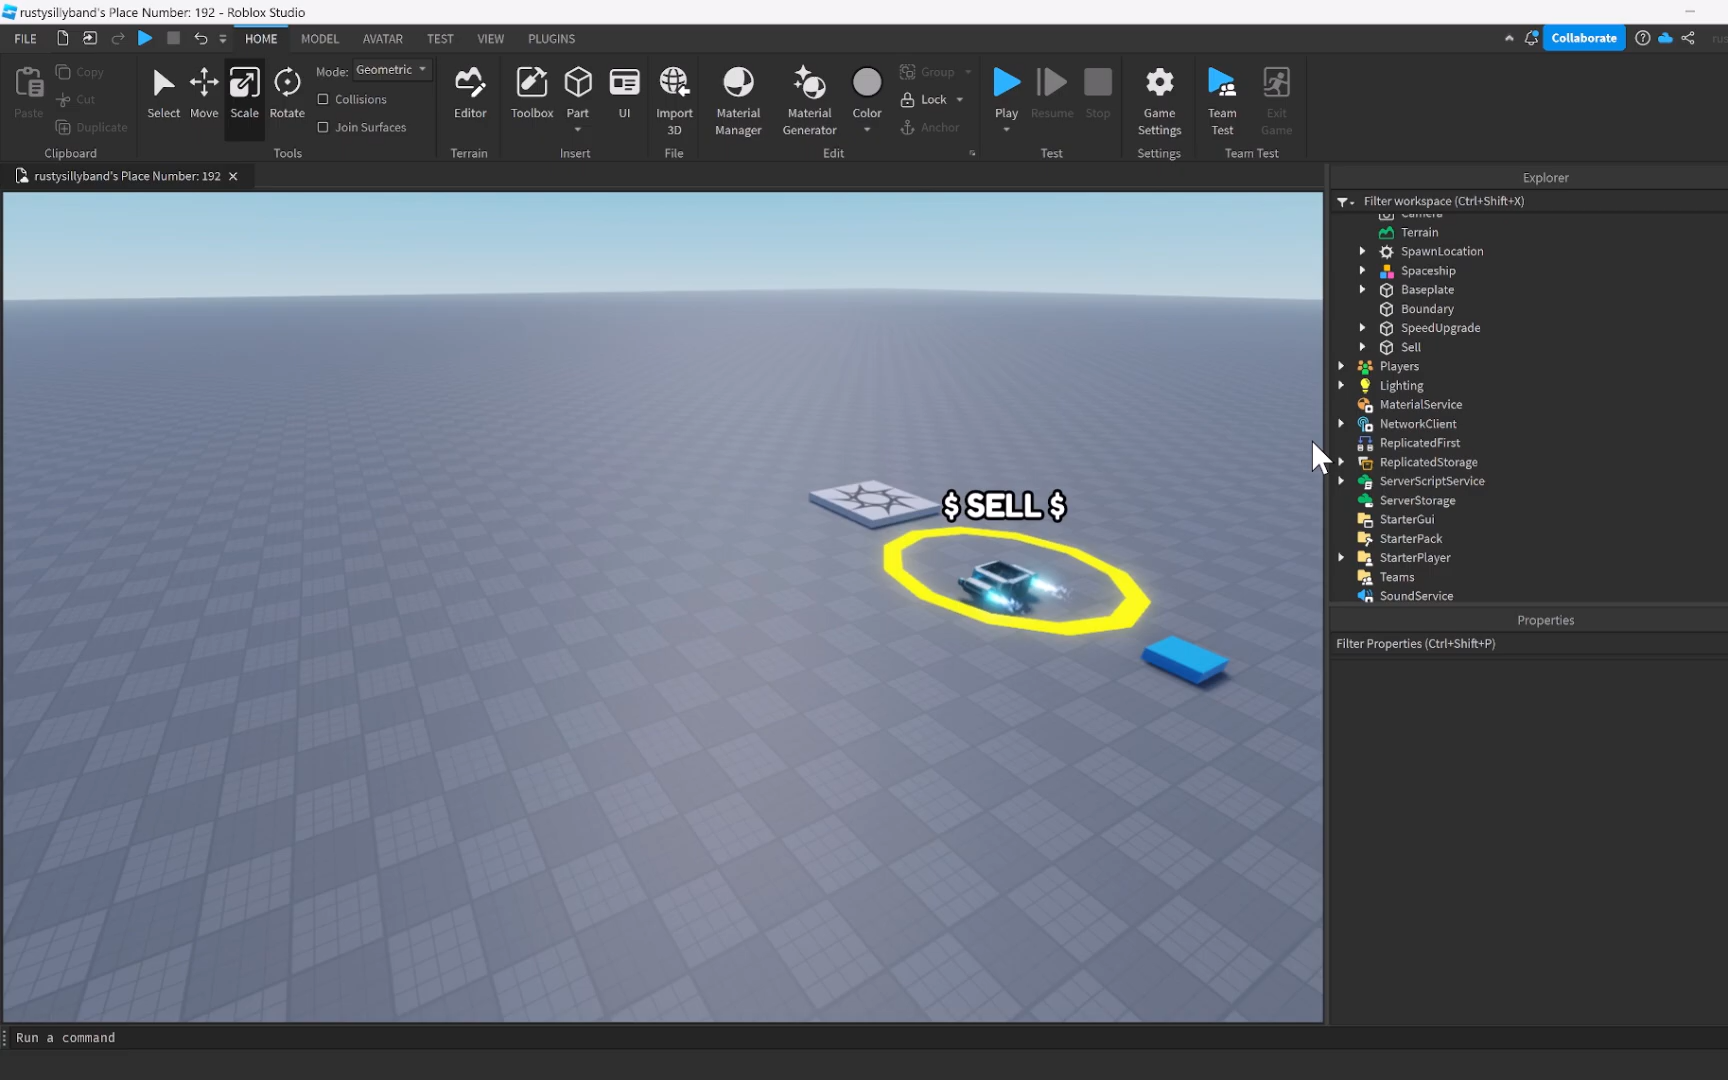 rustysillyband's Place Number: 192 - Roblox Studio
FILE HOME MODEL AVATAR TEST VIEW PLUGINS Collaborate
Paste Copy Cut Duplicate
Clipboard
Select Move Scale Rotate
Mode: Geometric
Collisions
Join Surfaces
Tools
Editor
Terrain
Toolbox Part UI
Insert
Import 3D
File
Material Manager
Material Generator
Color
Group
Lock
Anchor
Edit
Play Resume Stop
Test
Game Settings
Settings
Team Test
Exit Game
Team Test
rustysillyband's Place Number: 192
$ SELL $
Explorer
Filter workspace (Ctrl+Shift+X)
Camera
Terrain
SpawnLocation
Spaceship
Baseplate
Boundary
SpeedUpgrade
Sell
Players
Lighting
MaterialService
NetworkClient
ReplicatedFirst
ReplicatedStorage
ServerScriptService
ServerStorage
StarterGui
StarterPack
StarterPlayer
Teams
SoundService
Properties
Filter Properties (Ctrl+Shift+P)
Run a command